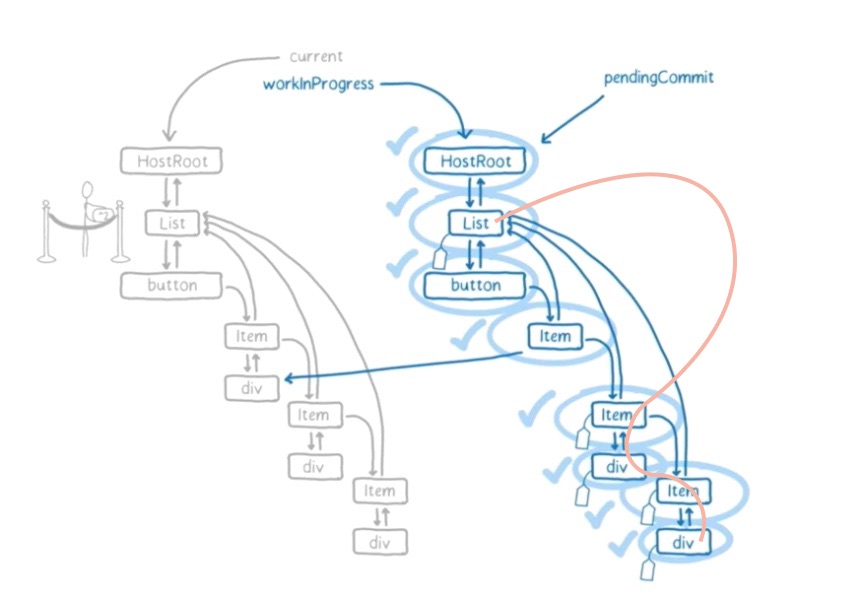 current
workInProgress
pendingCommit
HostRoot
HostRoot
List
List
button
button
Item
Item
div
Item
Item
div
div
Item
Item
div
div